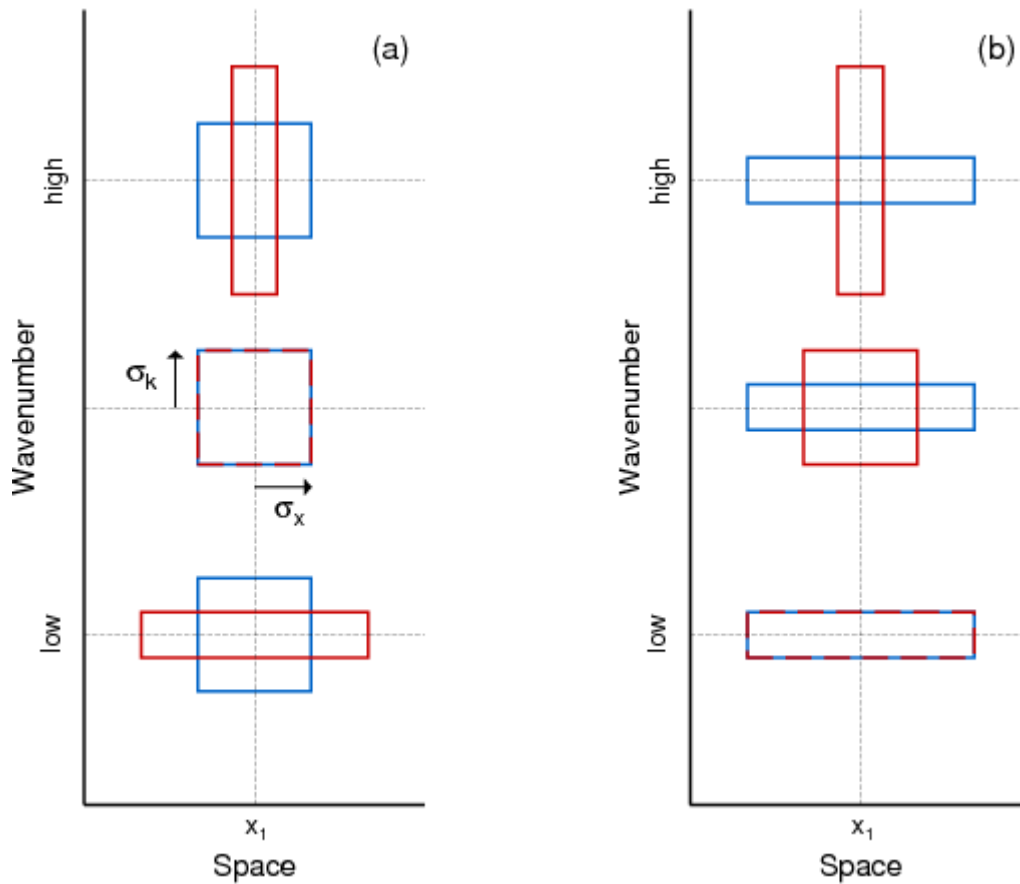 (a)
high
σk
Wavenumber
σx
low
x1
Space
(b)
high
Wavenumber
low
x1
Space